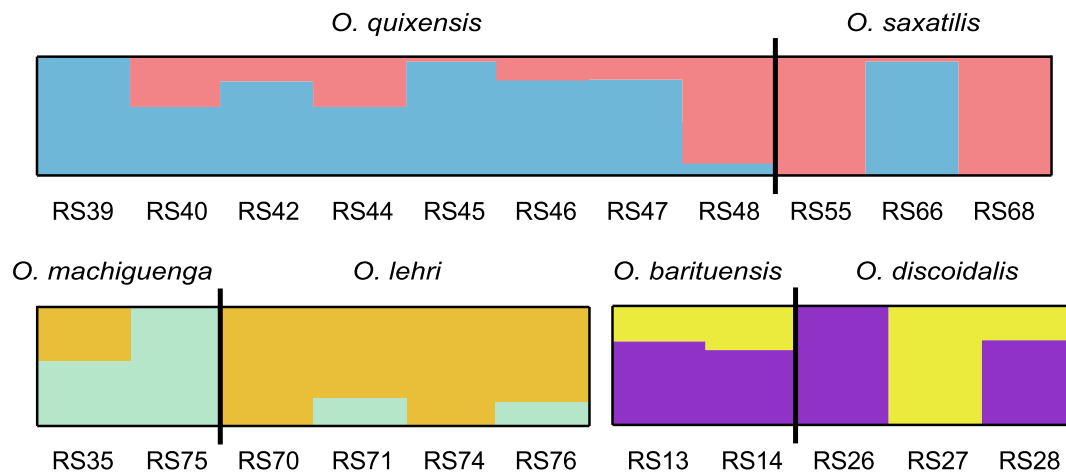 O. quixensis O. saxatilis
RS39 RS40 RS42 RS44 RS45 RS46 RS47 RS48 RS55 RS66 RS68
O. machiguenga O. lehri O. barituensis O. discoidalis
RS35 RS75 RS70 RS71 RS74 RS76 RS13 RS14 RS26 RS27 RS28